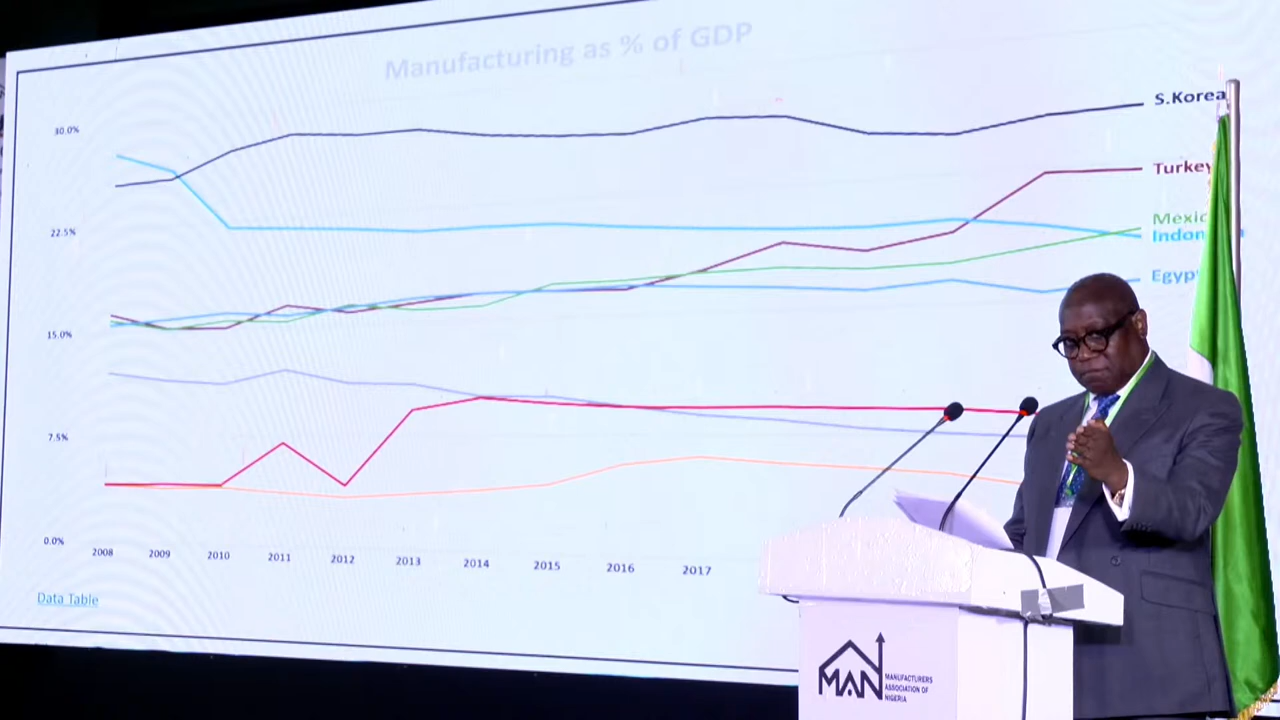 Manufacturing as % of GDP
30.0%
22.5%
15.0%
7.5%
0.0%
S.Korea
Turkey
2008 2009 2010 2011 2012 2013 2014 2015 2016 2017
Data Table
MAN
MANUFACTURERS
ASSOCIATION OF
NIGERIA